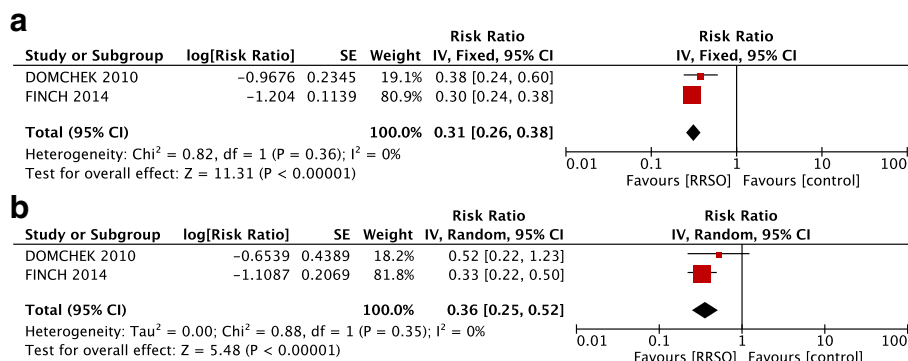 a
Risk Ratio Risk Ratio
Study or Subgroup log[Risk Ratio] SE Weight IV, Fixed, 95% CI IV, Fixed, 95% CI
DOMCHEK 2010 −0.9676 0.2345 19.1% 0.38 [0.24, 0.60]
FINCH 2014 −1.204 0.1139 80.9% 0.30 [0.24, 0.38]
Total (95% CI) 100.0% 0.31 [0.26, 0.38]
Heterogeneity: Chi² = 0.82, df = 1 (P = 0.36); I² = 0%
Test for overall effect: Z = 11.31 (P < 0.00001)
0.01 0.1 1 10 100
Favours [RRSO] Favours [control]
b
Risk Ratio Risk Ratio
Study or Subgroup log[Risk Ratio] SE Weight IV, Random, 95% CI IV, Random, 95% CI
DOMCHEK 2010 −0.6539 0.4389 18.2% 0.52 [0.22, 1.23]
FINCH 2014 −1.1087 0.2069 81.8% 0.33 [0.22, 0.50]
Total (95% CI) 100.0% 0.36 [0.25, 0.52]
Heterogeneity: Tau² = 0.00; Chi² = 0.88, df = 1 (P = 0.35); I² = 0%
Test for overall effect: Z = 5.48 (P < 0.00001)
0.01 0.1 1 10 100
Favours [RRSO] Favours [control]